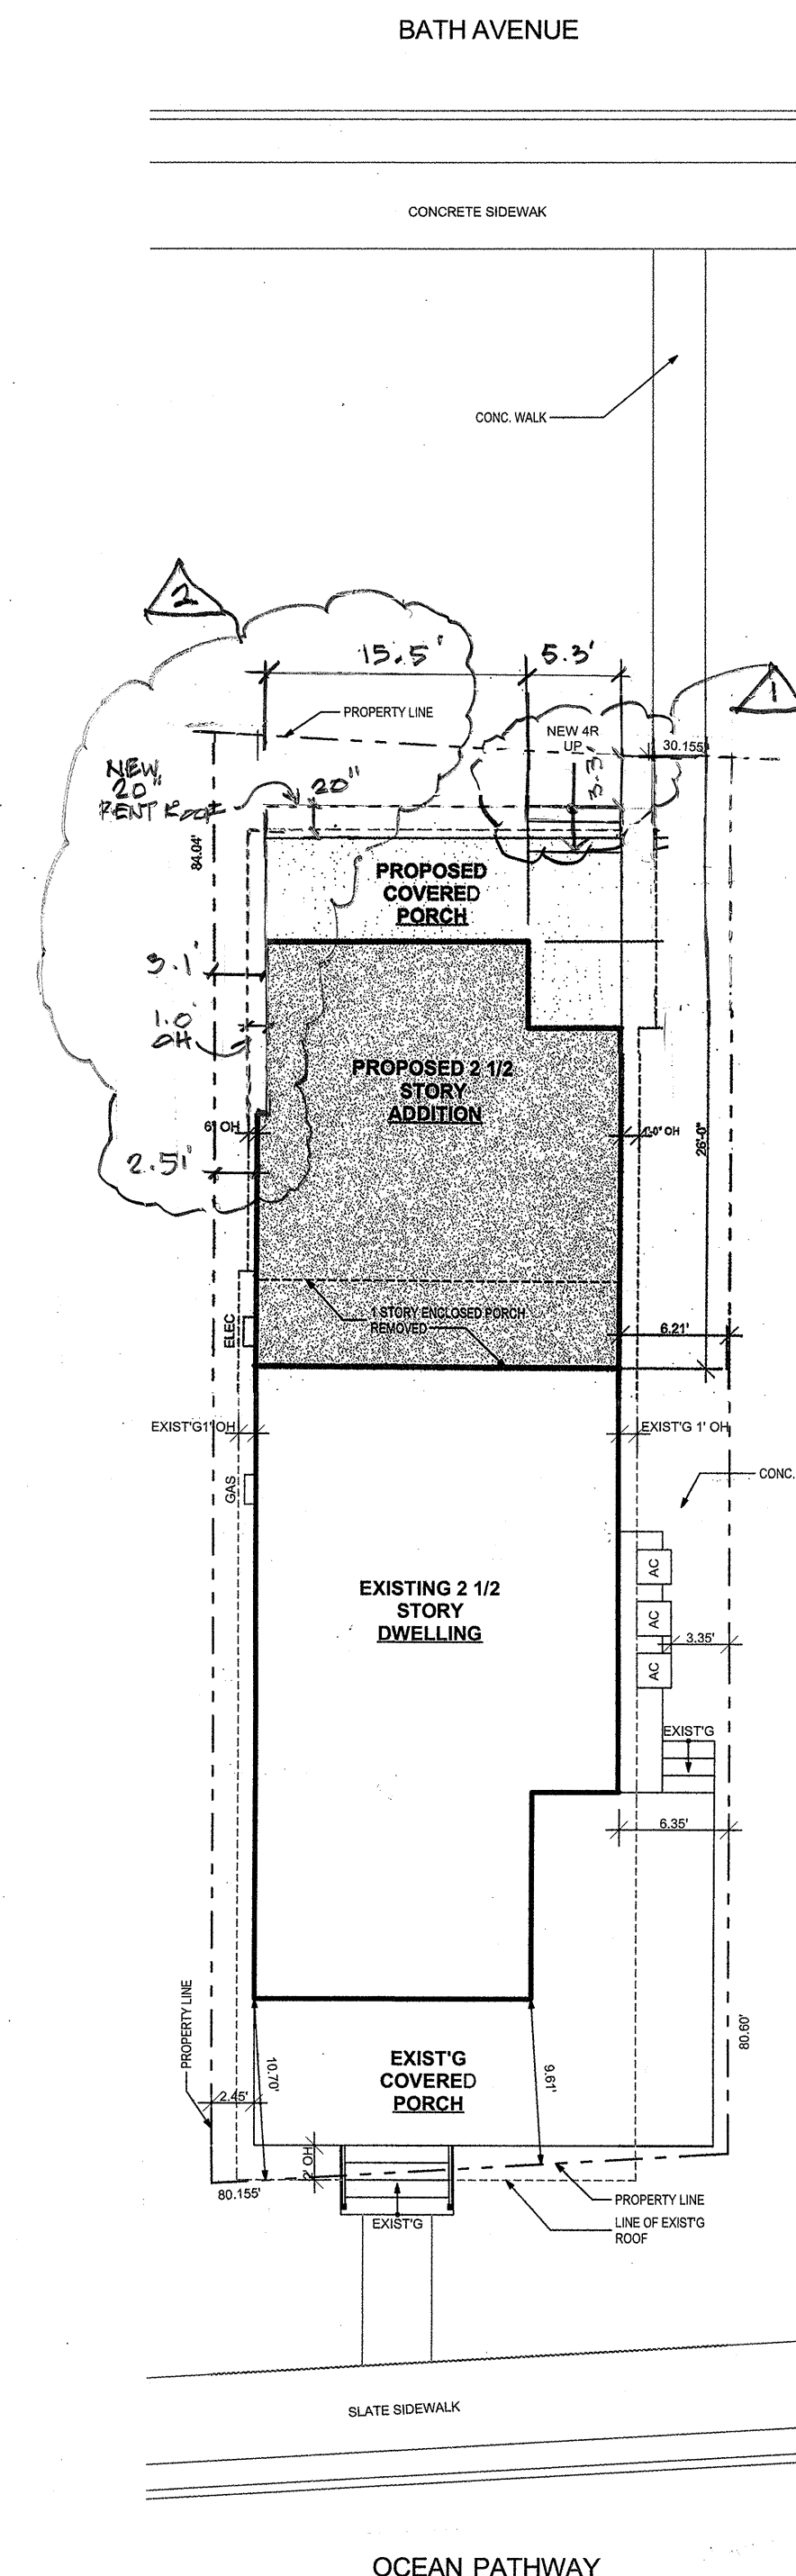 BATH AVENUE
CONCRETE SIDEWAK
CONC. WALK
2
15.5'
5.3'
1
PROPERTY LINE
NEW 4R
UP
30.155'
NEW
20"
PENT ROOF
20"
3.3'
84.04'
PROPOSED
COVERED
PORCH
3.1'
1.0'
OH
PROPOSED 2 1/2
STORY
ADDITION
6" OH
1'-0" OH
26'-0"
2.51'
1 STORY ENCLOSED PORCH
REMOVED
ELEC
6.21'
EXIST'G 1' OH
EXIST'G 1' OH
GAS
CONC.
EXISTING 2 1/2
STORY
DWELLING
AC
AC
AC
3.35'
EXIST'G
6.35'
PROPERTY LINE
80.60'
10.70'
9.61'
EXIST'G
COVERED
PORCH
2.45'
2' OH
80.155'
EXIST'G
PROPERTY LINE
LINE OF EXIST'G
ROOF
SLATE SIDEWALK
OCEAN PATHWAY